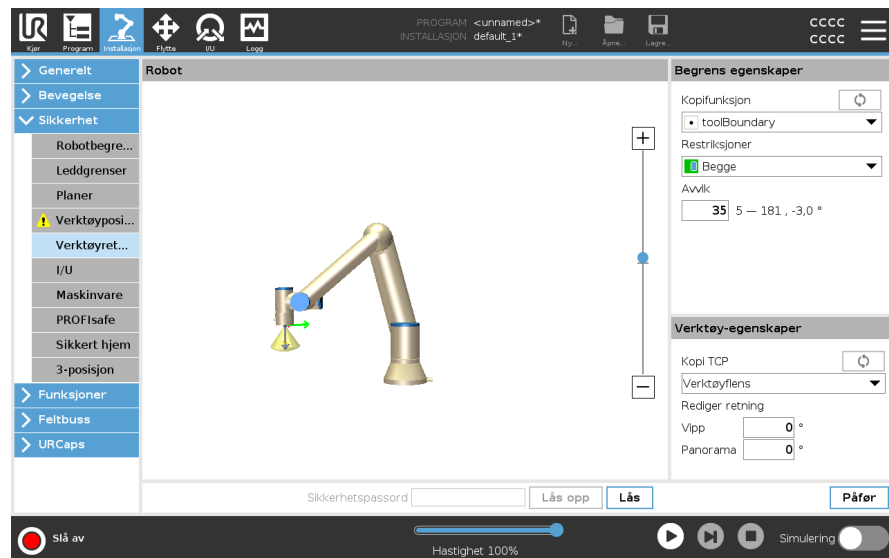 PROGRAM <unnamed>*
INSTALLASJON default_1*
Kjør
Program
Installasjon
Flytte
I/U
Logg
Ny...
Åpne...
Lagre...
CCCC
CCCC
Generelt
Bevegelse
Sikkerhet
Robotbegre...
Leddgrenser
Planer
Verktøyposi...
Verktøyret...
I/U
Maskinvare
PROFIsafe
Sikkert hjem
3-posisjon
Funksjoner
Feltbuss
URCaps
Robot
Begrens egenskaper
Kopifunksjon
toolBoundary
Restriksjoner
Begge
Avvik
35 5 — 181 , -3,0 °
Verktøy-egenskaper
Kopi TCP
Verktøyflens
Rediger retning
Vipp 0 °
Panorama 0 °
Sikkerhetspassord Lås opp Lås Påfør
Slå av
Hastighet 100%
Simulering